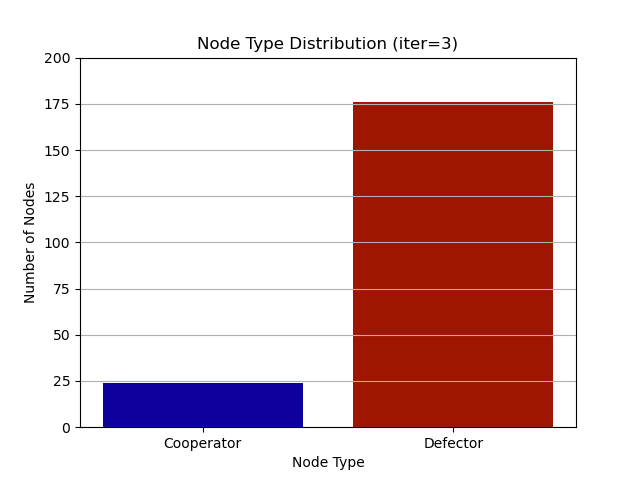 Node Type Distribution (iter=3)
Number of Nodes
200
175
150
125
100
75
50
25
0
Cooperator
Defector
Node Type